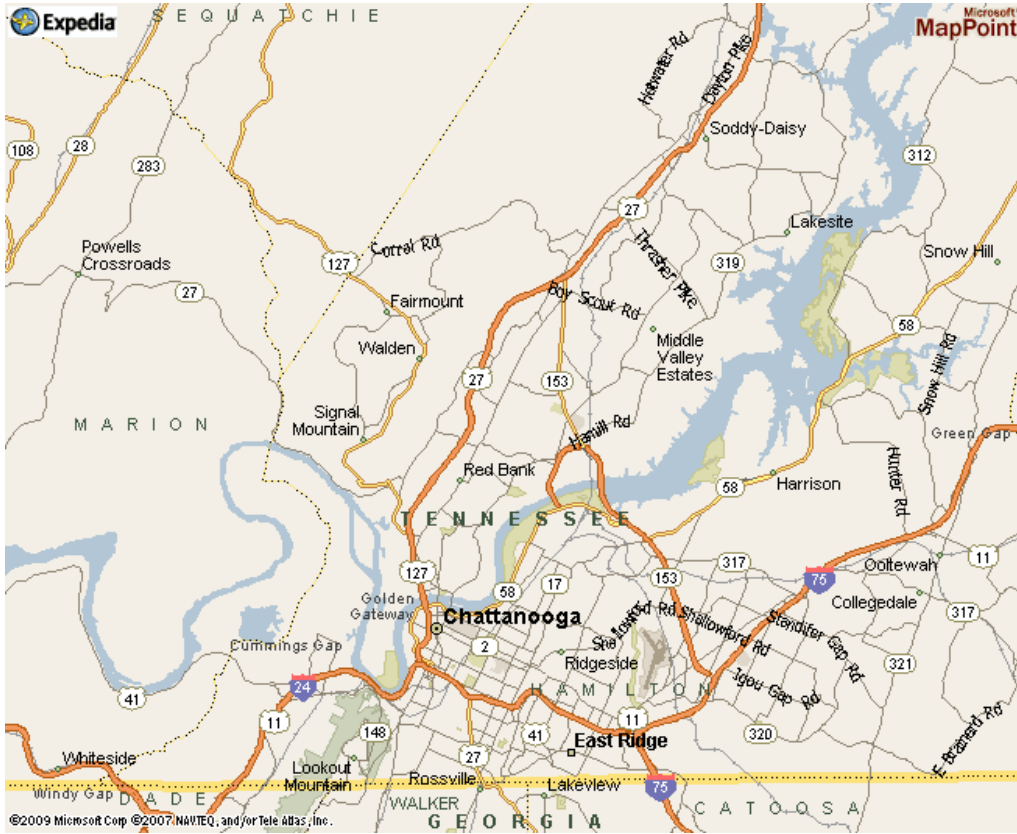 Expedia
SEQUATCHIE
Microsoft®
MapPoint
Hotwater Rd
Dayton Pike
Soddy-Daisy
108
28
283
312
27
Lakesite
Powells
Crossroads
127
Corral Rd
Thrasher Pike
319
Snow Hill
27
Fairmount
Boy Scout Rd
58
Walden
Middle
Valley
Estates
Snow Hill Rd
27
153
MARION
Signal
Mountain
Hamill Rd
Green Gap
Red Bank
Hunter Rd
58
Harrison
TENNESSEE
127
58
17
153
317
75
Ooltewah
11
Golden
Gateway
Chattanooga
Collegedale
317
Shallowford Rd
Shallowford Rd
Standifer Gap Rd
Cummings Gap
2
Ridgeside
321
24
HAMILTON
Igou Gap Rd
41
11
148
27
41
11
320
E Brainerd Rd
East Ridge
Whiteside
Lookout
Mountain
Rossville
Lakeview
75
Windy Gap
DADE
WALKER
CATOOSA
GEORGIA
©2009 Microsoft Corp ©2007 NAVTEQ, and/or Tele Atlas, Inc.